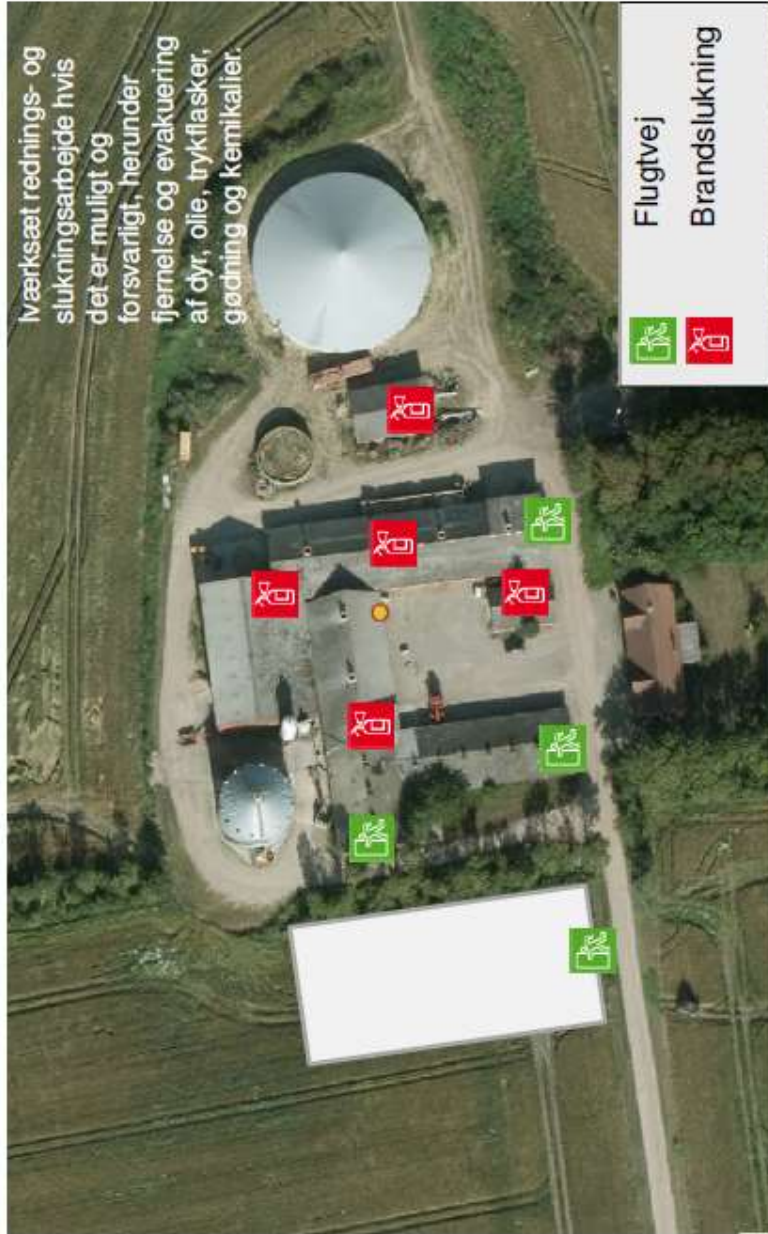 Iværksæt rednings- og
slukningsarbejde hvis
det er muligt og
forsvarligt, herunder
fjernelse og evakuering
af dyr, olie, trykflasker,
gødning og kemikalier.
Flugtvej
Brandslukning